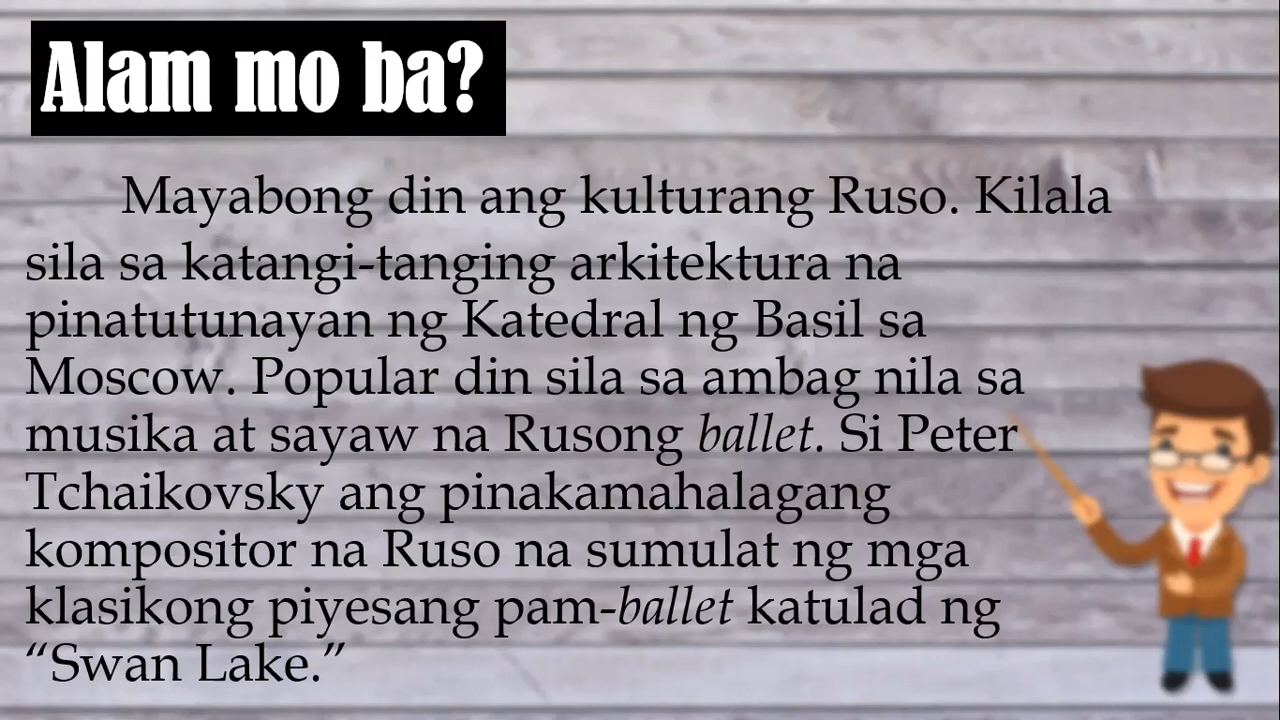 Alam mo ba?
Mayabong din ang kulturang Ruso. Kilala
sila sa katangi-tanging arkitektura na
pinatutunayan ng Katedral ng Basil sa
Moscow. Popular din sila sa ambag nila sa
musika at sayaw na Rusong ballet. Si Peter
Tchaikovsky ang pinakamahalagang
kompositor na Ruso na sumulat ng mga
klasikong piyesang pam-ballet katulad ng
“Swan Lake.”